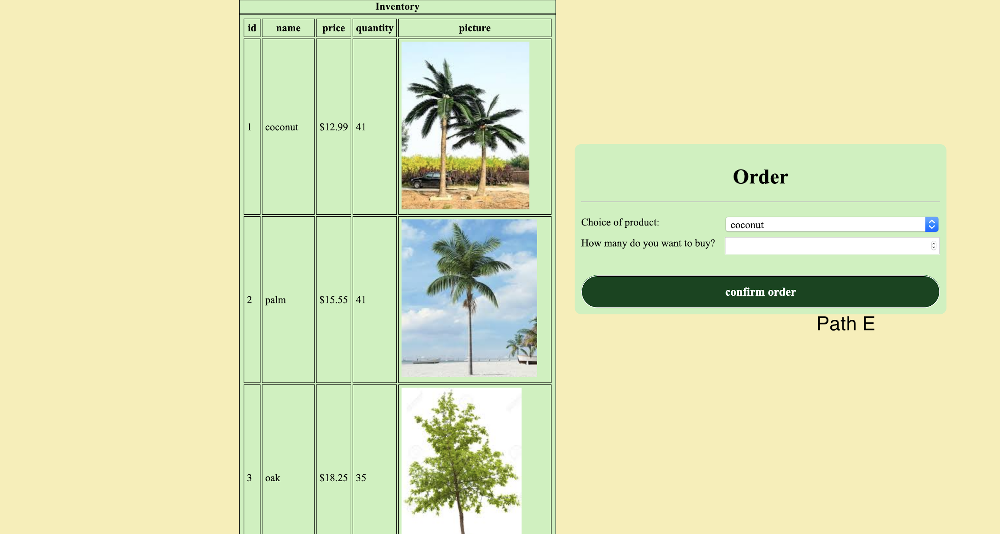 Inventory
id name price quantity picture
1 coconut $12.99 41
2 palm $15.55 41
3 oak $18.25 35
Order
Choice of product: coconut
How many do you want to buy?
confirm order
Path E